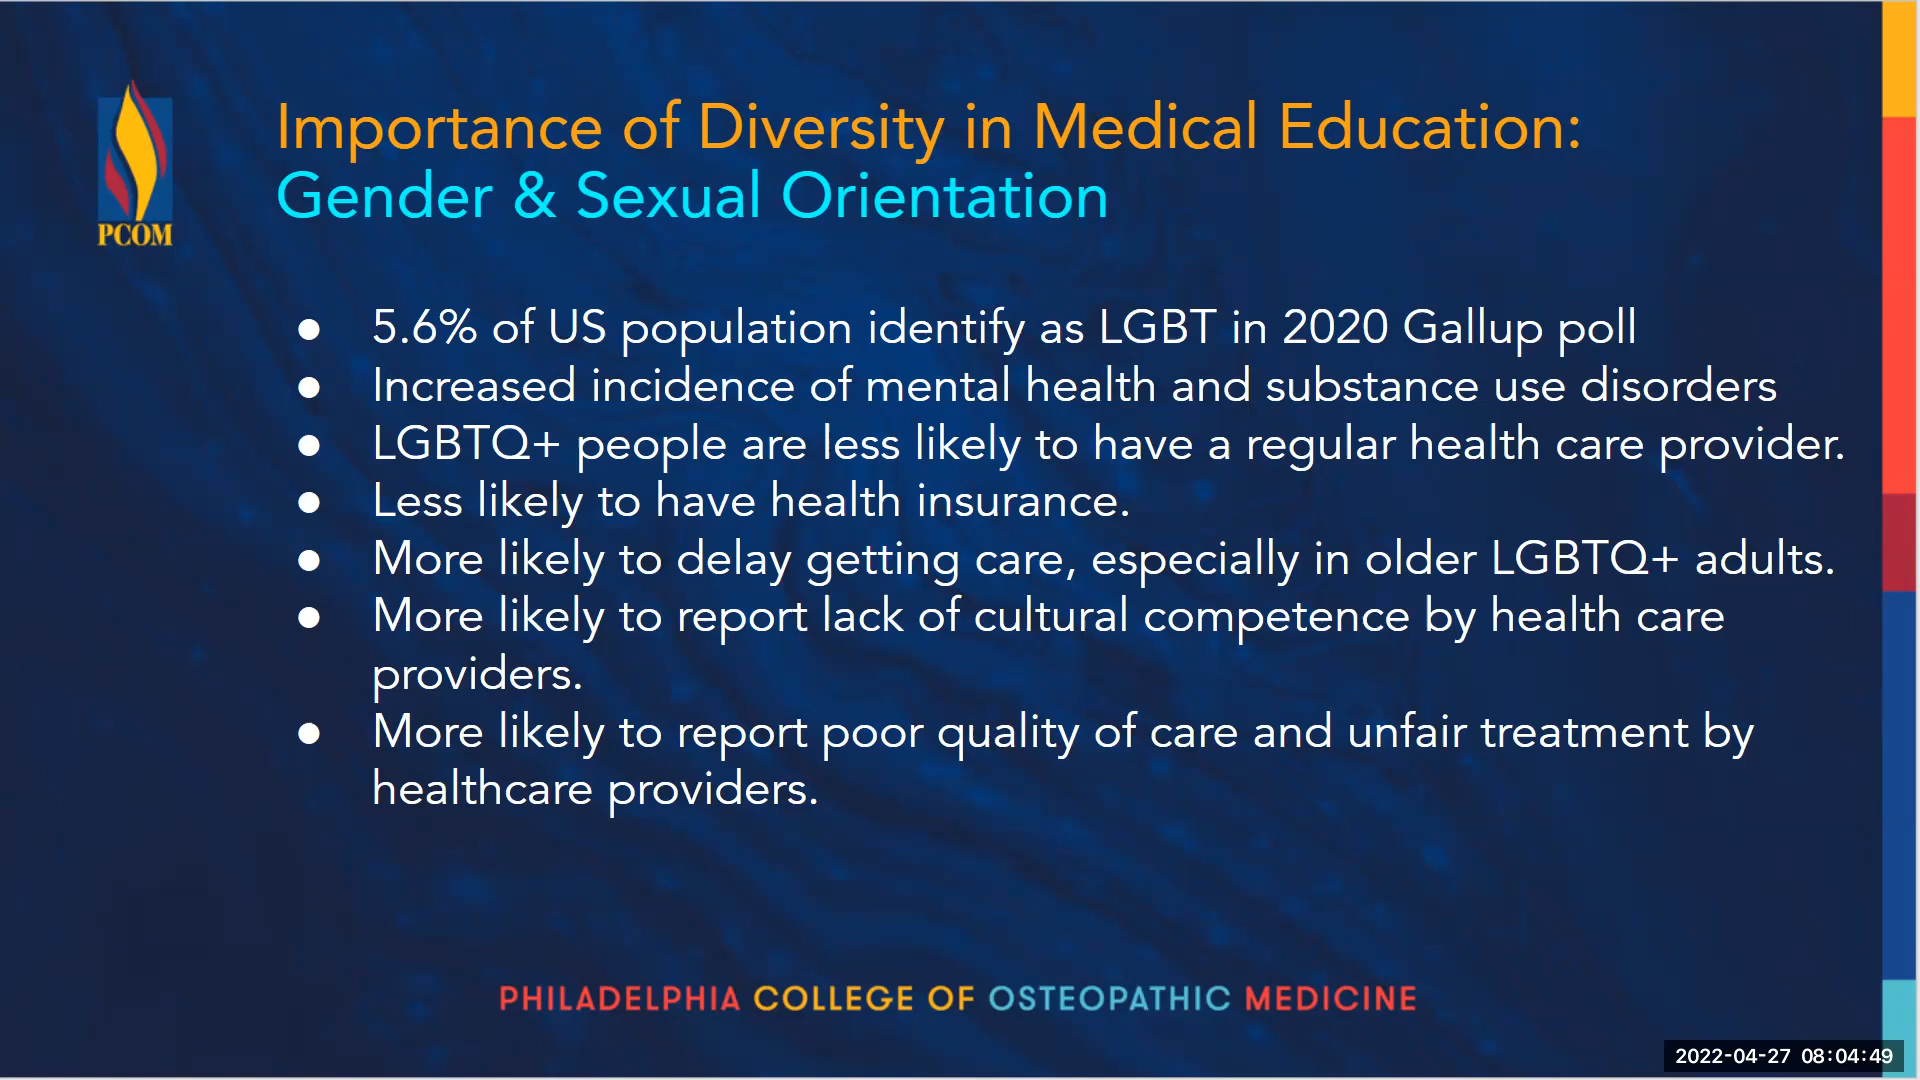 Importance of Diversity in Medical Education:
Gender & Sexual Orientation
PCOM
● 5.6% of US population identify as LGBT in 2020 Gallup poll
● Increased incidence of mental health and substance use disorders
● LGBTQ+ people are less likely to have a regular health care provider.
● Less likely to have health insurance.
● More likely to delay getting care, especially in older LGBTQ+ adults.
● More likely to report lack of cultural competence by health care
providers.
● More likely to report poor quality of care and unfair treatment by
healthcare providers.
PHILADELPHIA COLLEGE OF OSTEOPATHIC MEDICINE
2022-04-27 08:04:49